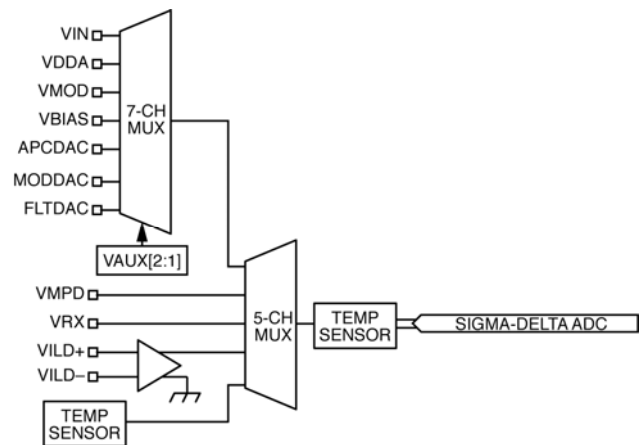 VIN
VDDA
VMOD
VBIAS
APCDAC
MODDAC
FLTDAC
7-CH
MUX
VAUX[2:1]
VMPD
VRX
VILD+
VILD–
TEMP
SENSOR
5-CH
MUX
TEMP
SENSOR
SIGMA-DELTA ADC